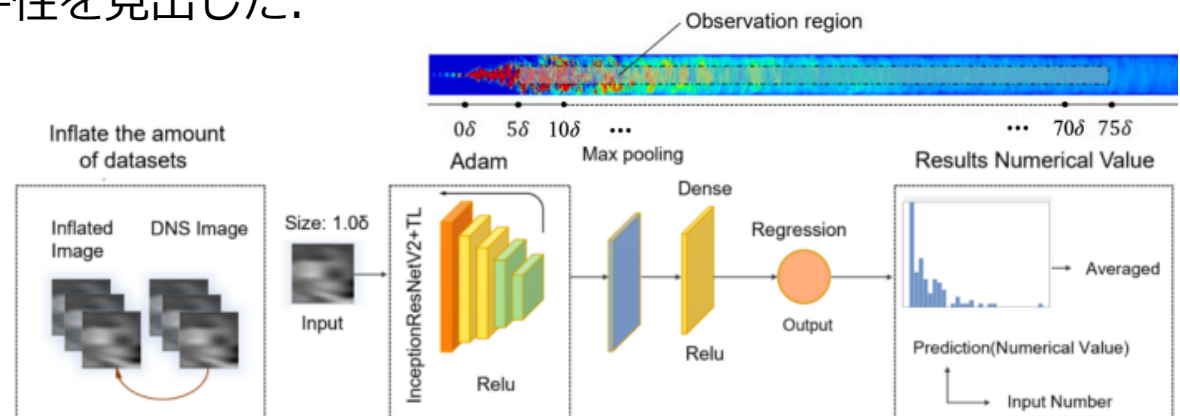 性を見出した.
Observation region
0δ 5δ 10δ ••• ••• 70δ 75δ
Inflate the amount
of datasets
Inflated
Image
DNS Image
Size: 1.0δ
Input
Adam
InceptionResNetV2+TL
Relu
Max pooling
Dense
Relu
Regression
Output
Results Numerical Value
Averaged
Prediction(Numerical Value)
Input Number